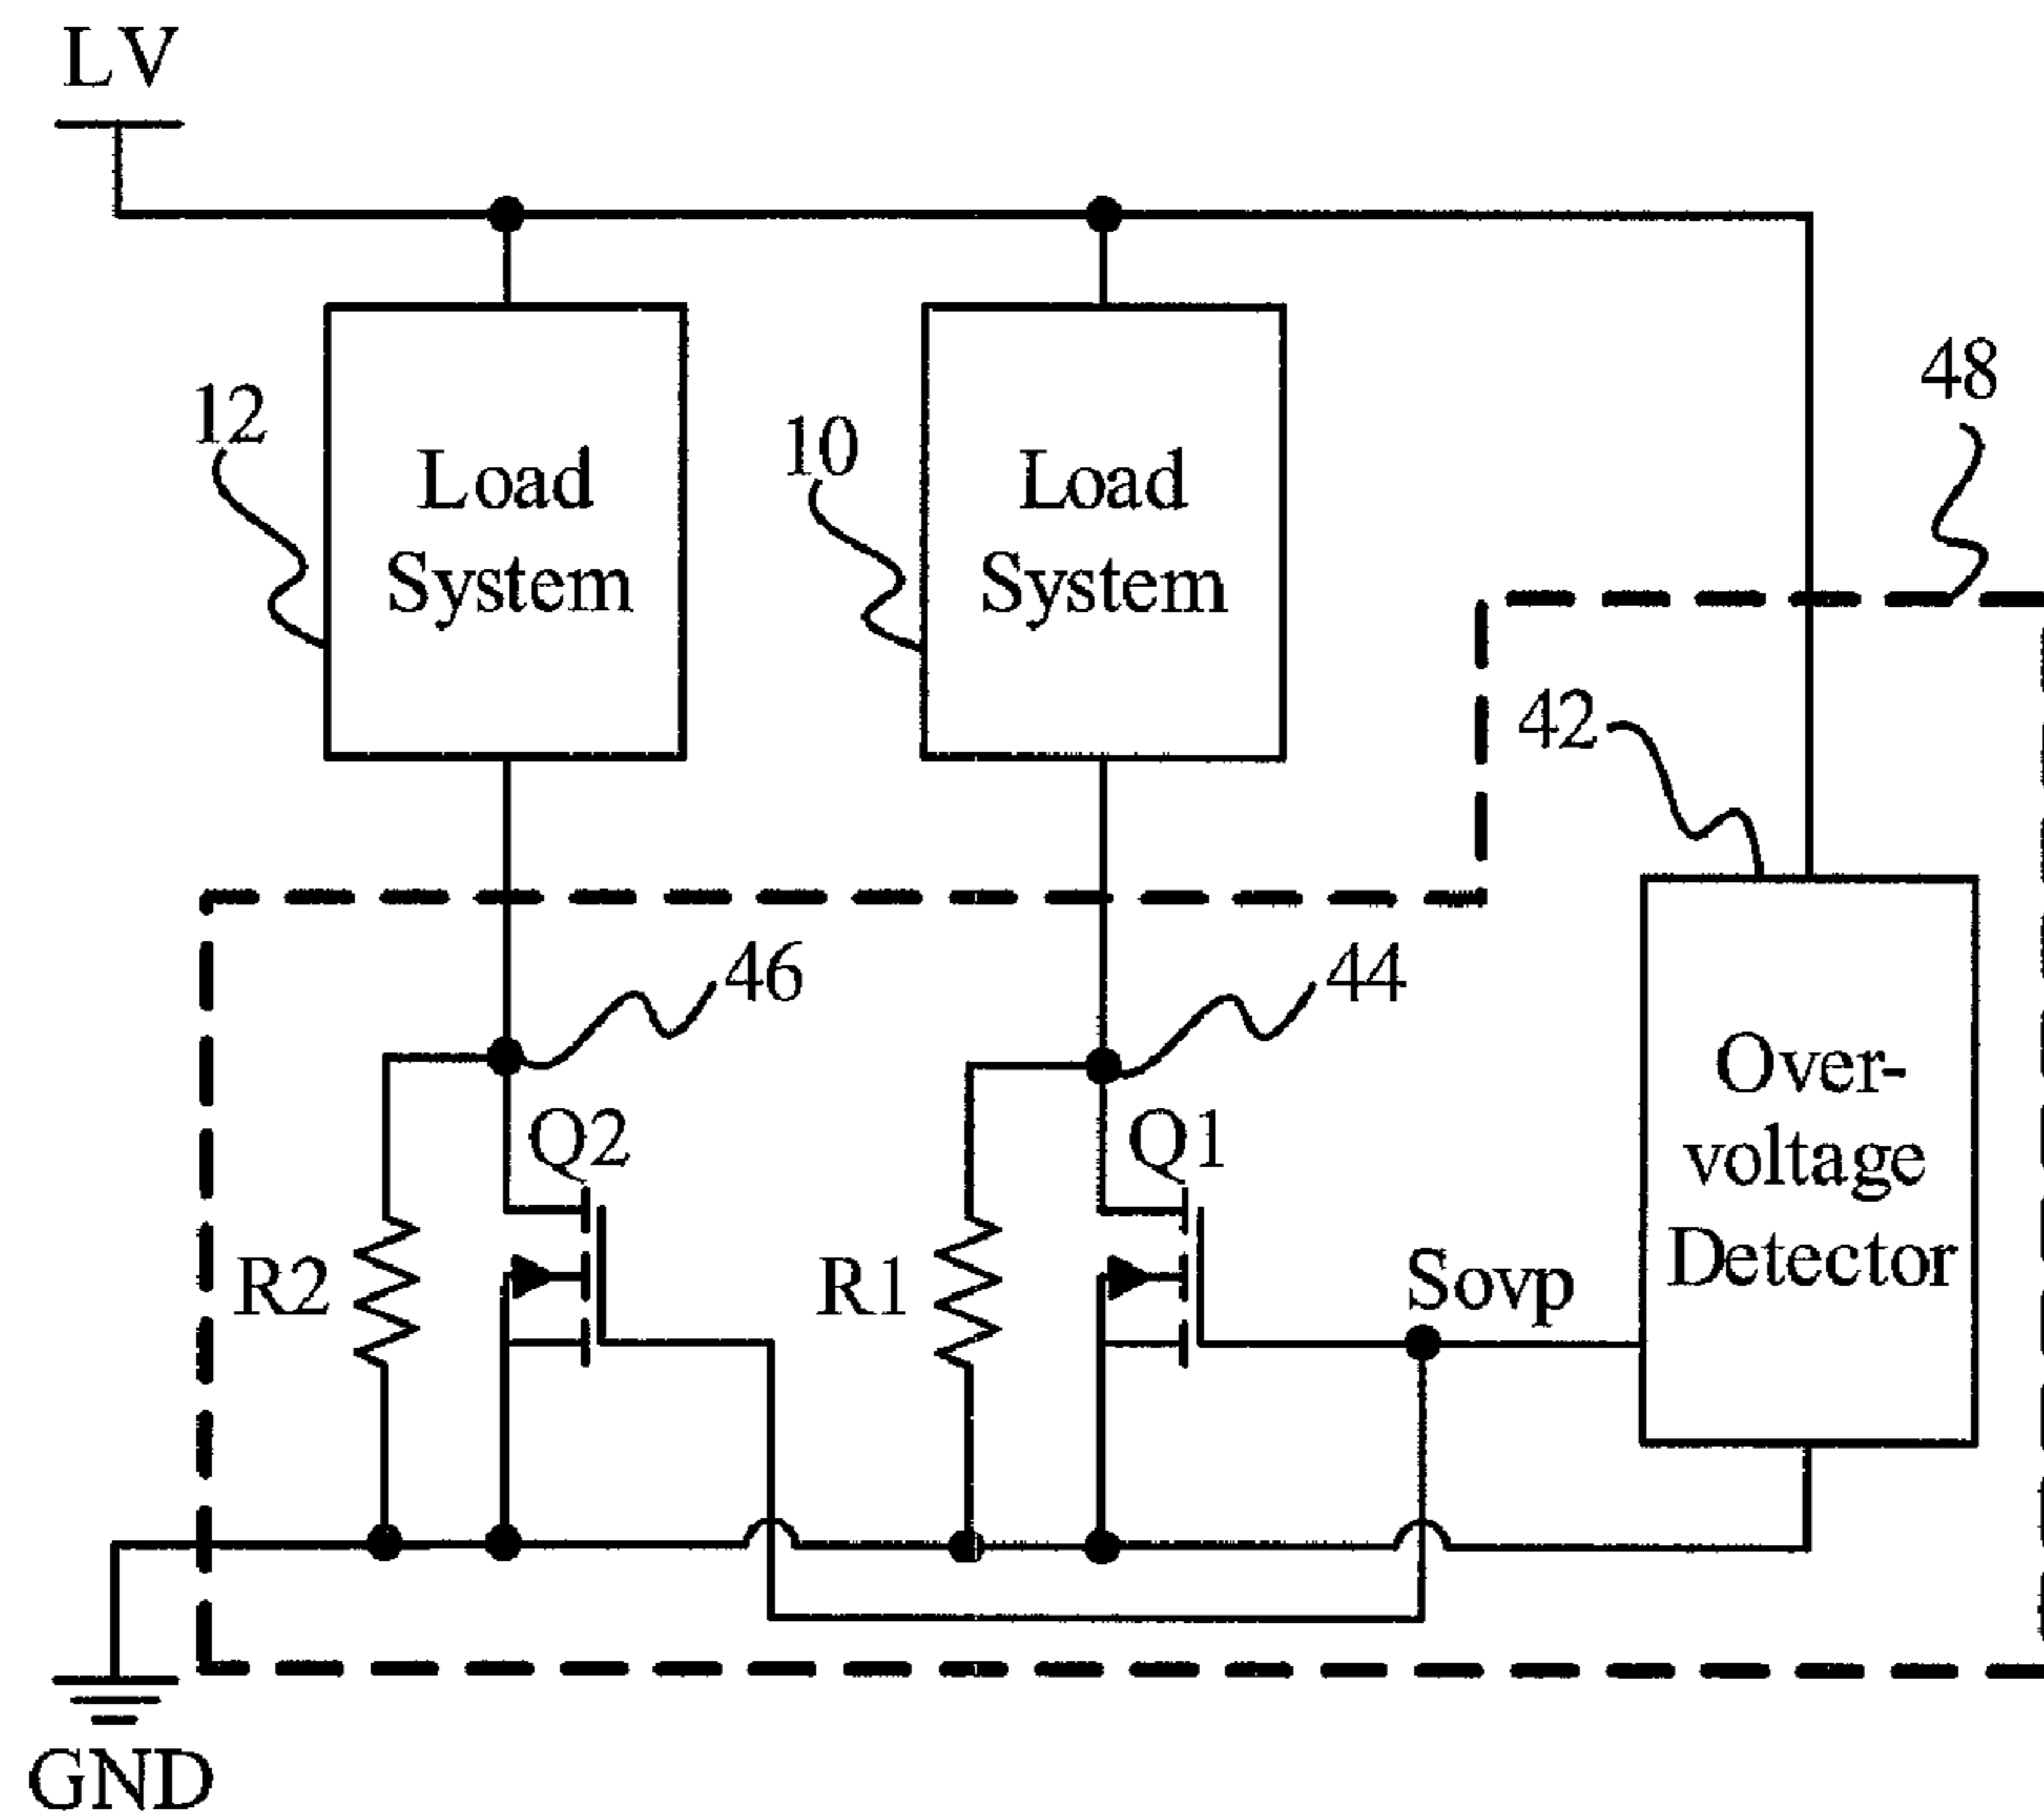 LV
48
12
10
Load
System
Load
System
42
46
44
Over-
voltage
Detector
Q2
Q1
R2
R1
Sovp
GND